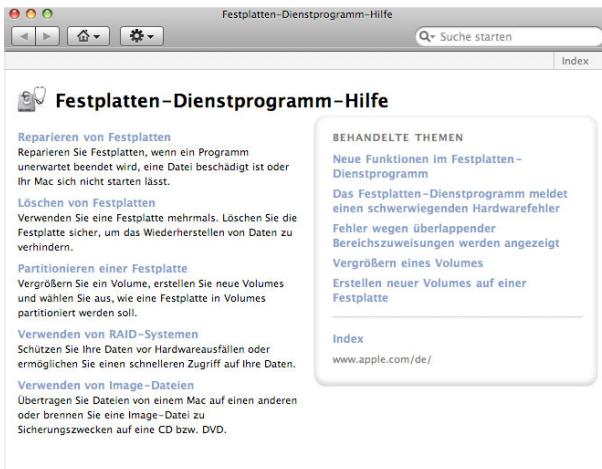 Festplatten-Dienstprogramm-Hilfe
Suche starten
Index
Festplatten-Dienstprogramm-Hilfe
Reparieren von Festplatten
Reparieren Sie Festplatten, wenn ein Programm
unerwartet beendet wird, eine Datei beschädigt ist oder
Ihr Mac sich nicht starten lässt.
Löschen von Festplatten
Verwenden Sie eine Festplatte mehrmals. Löschen Sie die
Festplatte sicher, um das Wiederherstellen von Daten zu
verhindern.
Partitionieren einer Festplatte
Vergrößern Sie ein Volume, erstellen Sie neue Volumes
und wählen Sie aus, wie eine Festplatte in Volumes
partitioniert werden soll.
Verwenden von RAID-Systemen
Schützen Sie Ihre Daten vor Hardwareausfällen oder
ermöglichen Sie einen schnelleren Zugriff auf Ihre Daten.
Verwenden von Image-Dateien
Übertragen Sie Dateien von einem Mac auf einen anderen
oder brennen Sie eine Image-Datei zu
Sicherungszwecken auf eine CD bzw. DVD.
BEHANDELTE THEMEN
Neue Funktionen im Festplatten-
Dienstprogramm
Das Festplatten-Dienstprogramm meldet
einen schwerwiegenden Hardwarefehler
Fehler wegen überlappender
Bereichszuweisungen werden angezeigt
Vergrößern eines Volumes
Erstellen neuer Volumes auf einer
Festplatte
Index
www.apple.com/de/